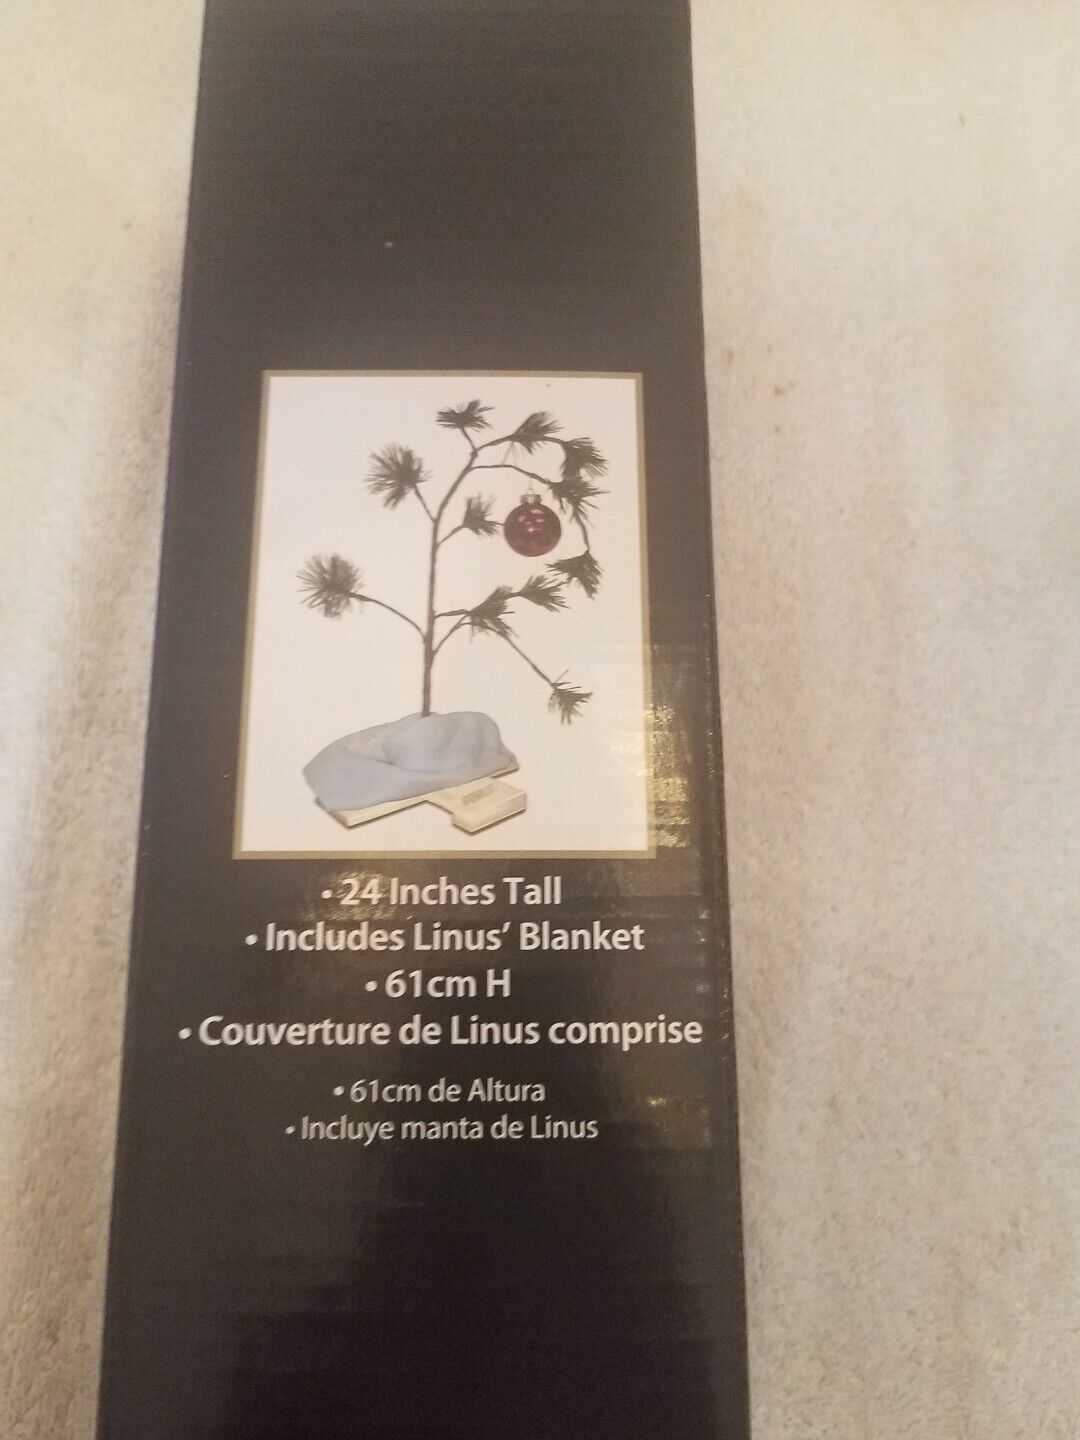 • 24 Inches Tall
• Includes Linus’ Blanket
• 61cm H
• Couverture de Linus comprise
• 61cm de Altura
• Incluye manta de Linus